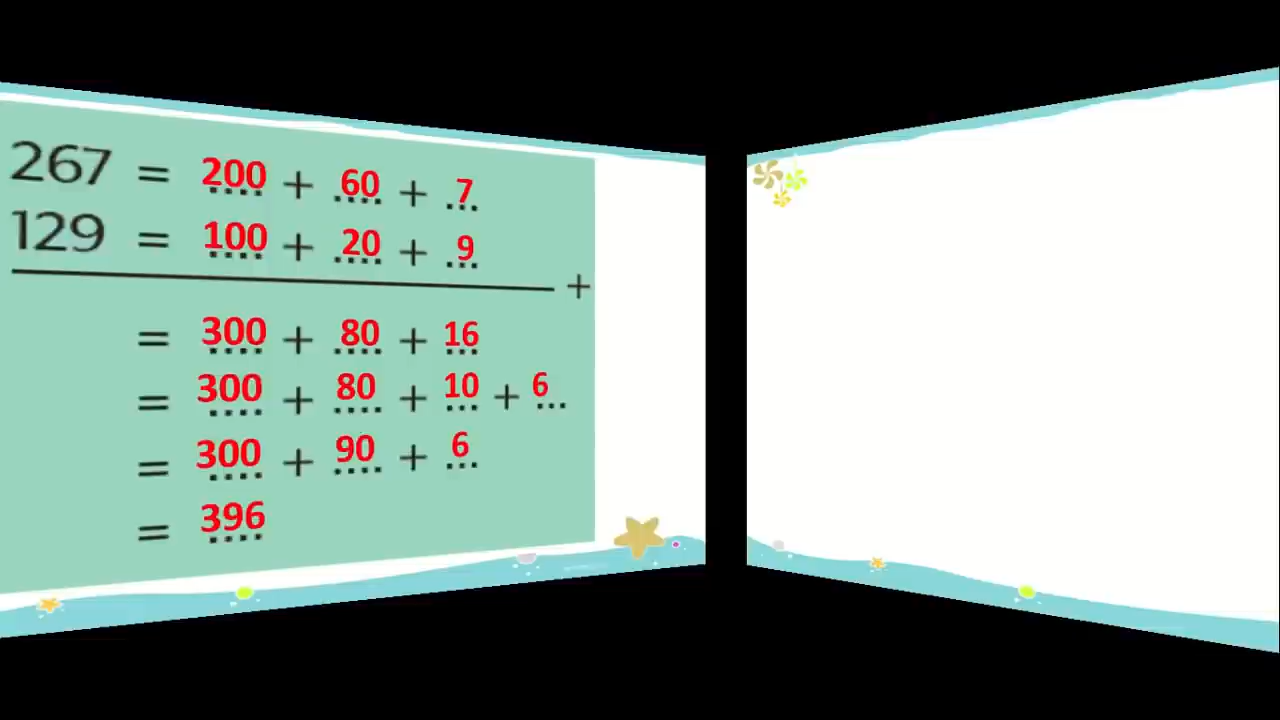 267 = 200 + 60 + 7
129 = 100 + 20 + 9
+
= 300 + 80 + 16
= 300 + 80 + 10 + 6
= 300 + 90 + 6
= 396